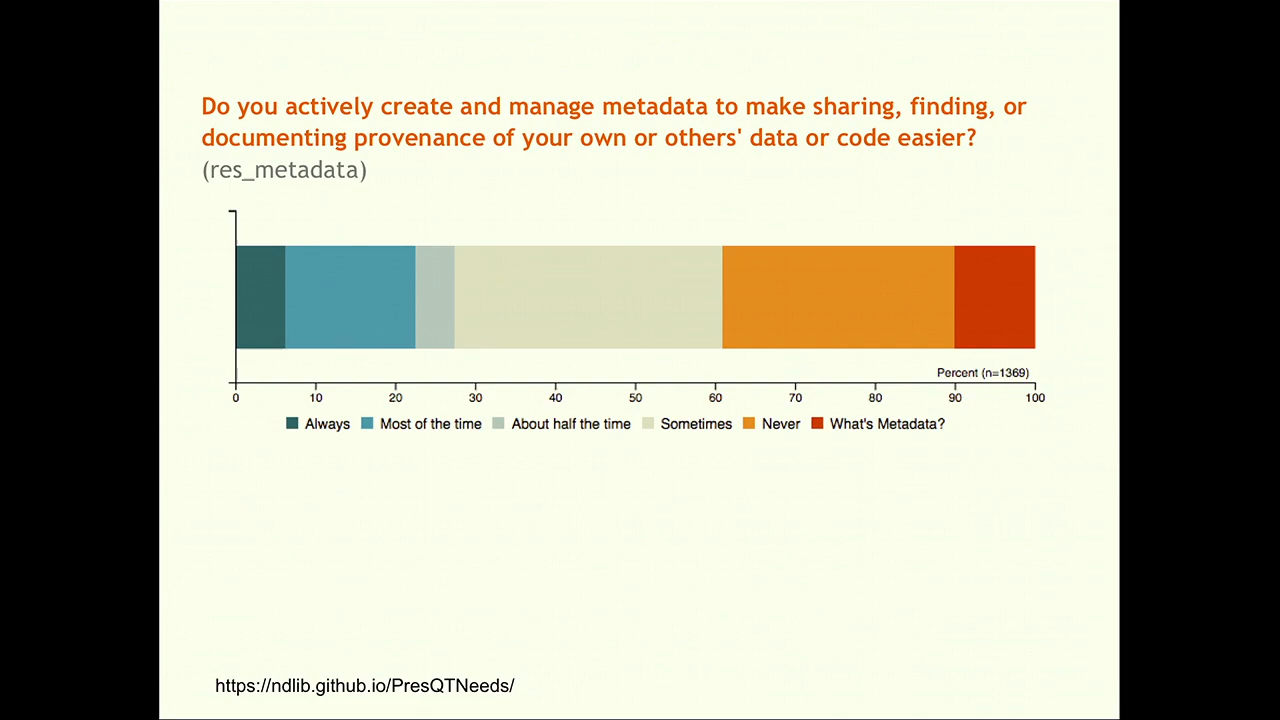 Do you actively create and manage metadata to make sharing, finding, or
documenting provenance of your own or others' data or code easier?
(res_metadata)
Percent (n=1369)
0 10 20 30 40 50 60 70 80 90 100
Always Most of the time About half the time Sometimes Never What's Metadata?
https://ndlib.github.io/PresQTNeeds/